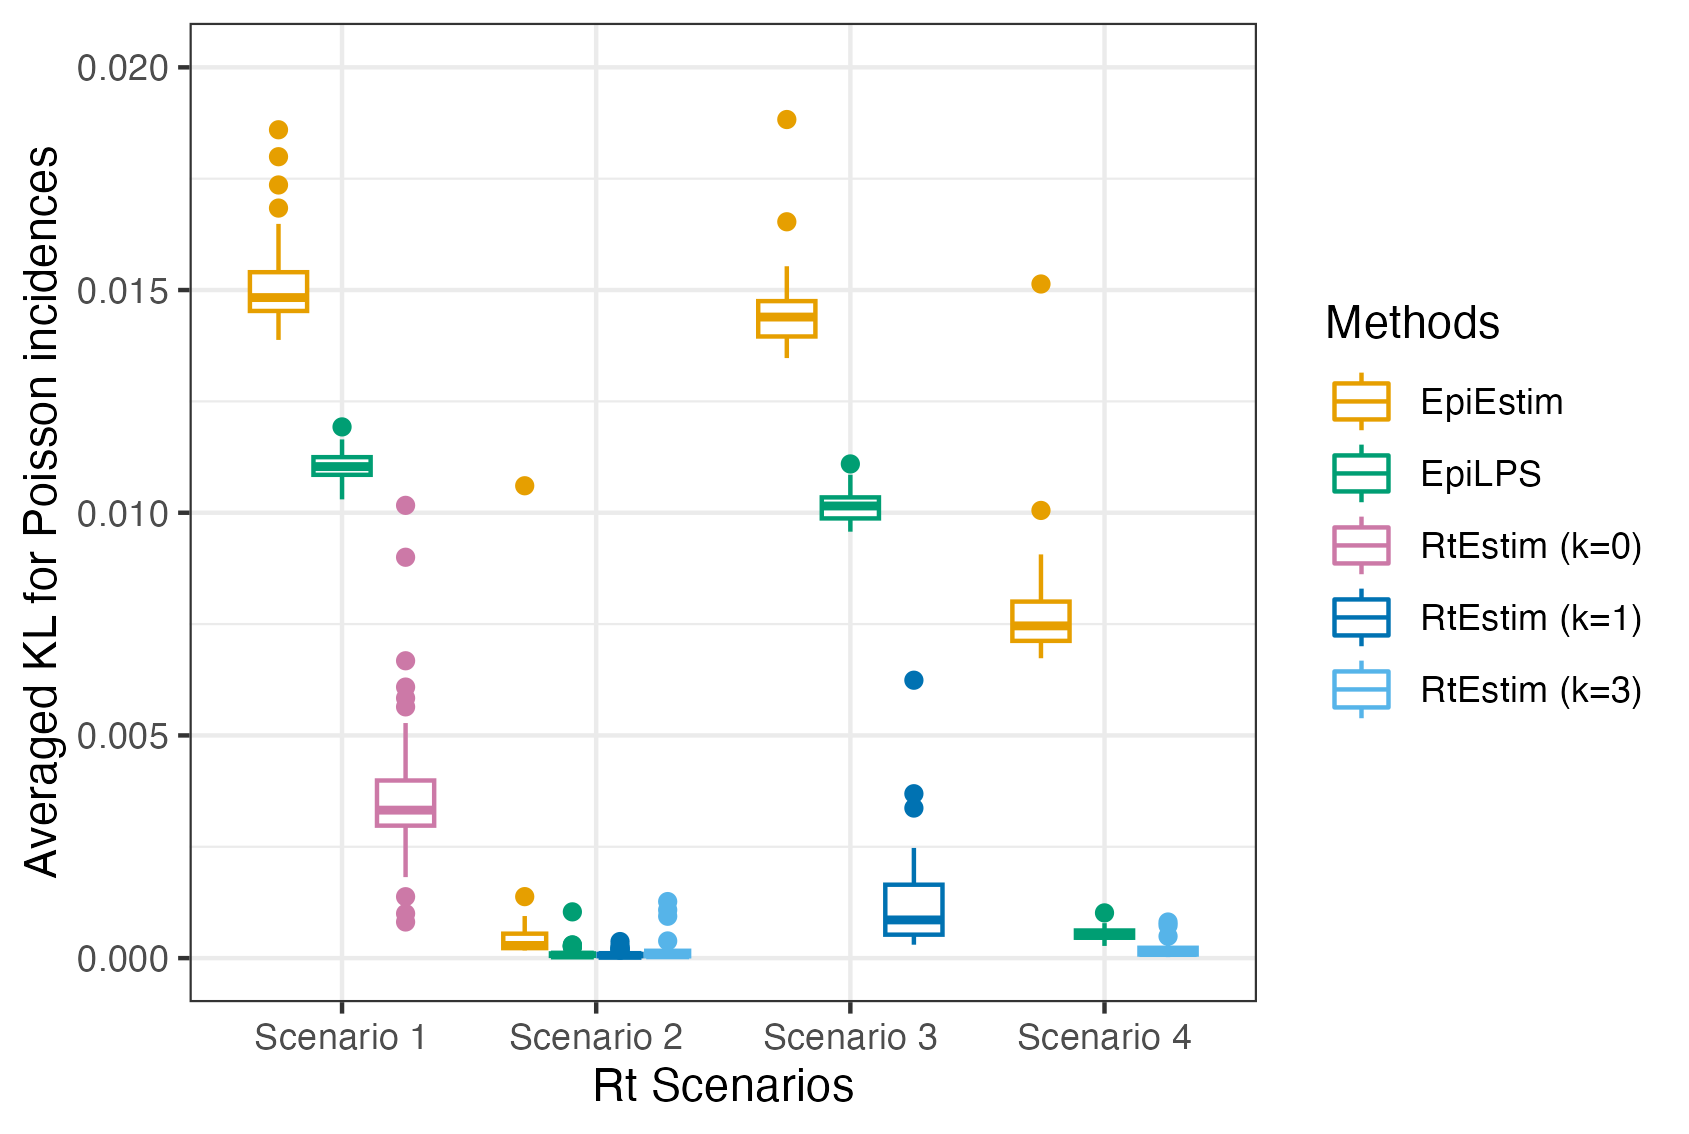 Averaged KL for Poisson incidences
0.020
0.015
0.010
0.005
0.000
Scenario 1
Scenario 2
Scenario 3
Scenario 4
Rt Scenarios
Methods
EpiEstim
EpiLPS
RtEstim (k=0)
RtEstim (k=1)
RtEstim (k=3)